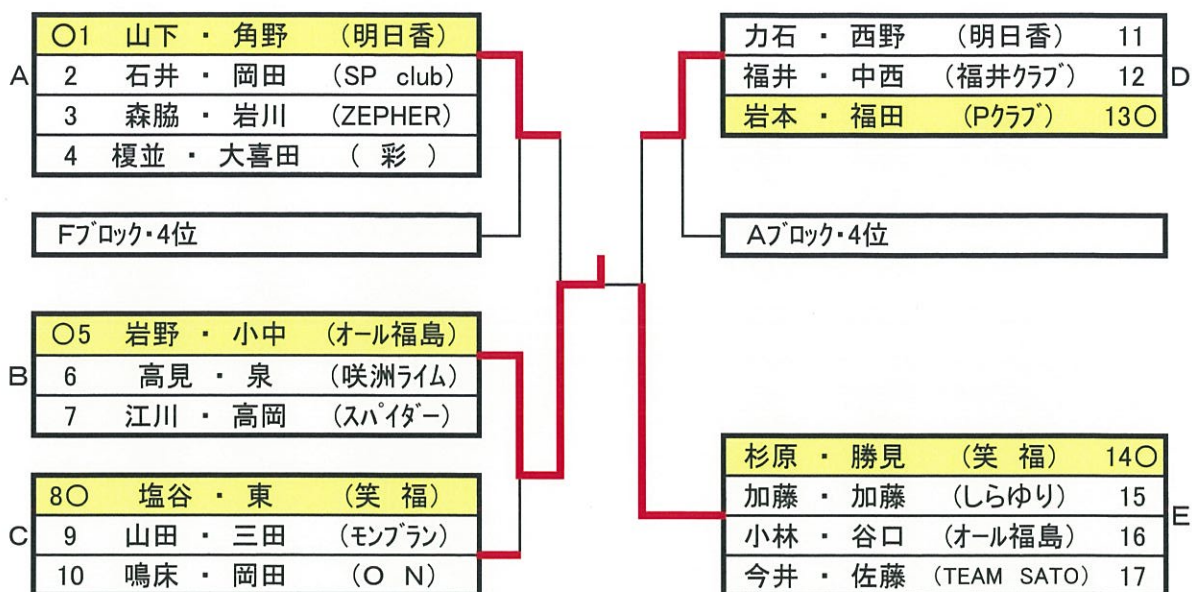 A
○1 山下 ・ 角野 (明日香)
2 石井 ・ 岡田 (SP club)
3 森脇 ・ 岩川 (ZEPHER)
4 榎並 ・ 大喜田 ( 彩 )
Fブロック・4位
B
○5 岩野 ・ 小中 (オール福島)
6 高見 ・ 泉 (咲洲ライム)
7 江川 ・ 高岡 (スパイダー)
C
8○ 塩谷 ・ 東 (笑 福)
9 山田 ・ 三田 (モンブラン)
10 鳴床 ・ 岡田 (O N)
力石 ・ 西野 (明日香) 11
福井 ・ 中西 (福井クラブ) 12
岩本 ・ 福田 (Pクラブ) 13○
D
Aブロック・4位
杉原 ・ 勝見 (笑 福) 14○
加藤 ・ 加藤 (しらゆり) 15
小林 ・ 谷口 (オール福島) 16
今井 ・ 佐藤 (TEAM SATO) 17
E